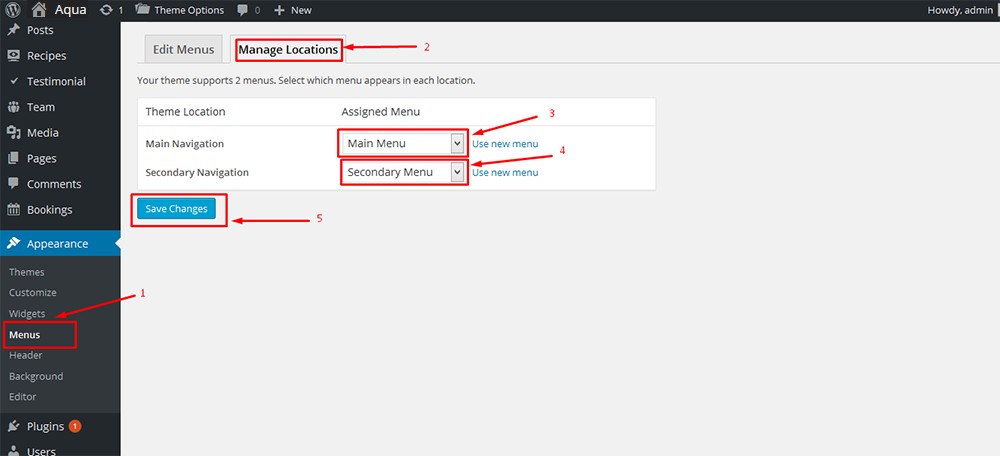 Aqua 1 Theme Options 0 + New Howdy, admin
Posts
Recipes
Testimonial
Team
Media
Pages
Comments
Bookings
Appearance
Themes
Customize
Widgets
Menus
Header
Background
Editor
Plugins 1
Users
1
Edit Menus Manage Locations 2
Your theme supports 2 menus. Select which menu appears in each location.
Theme Location Assigned Menu
Main Navigation Main Menu Use new menu 3
Secondary Navigation Secondary Menu Use new menu 4
Save Changes 5